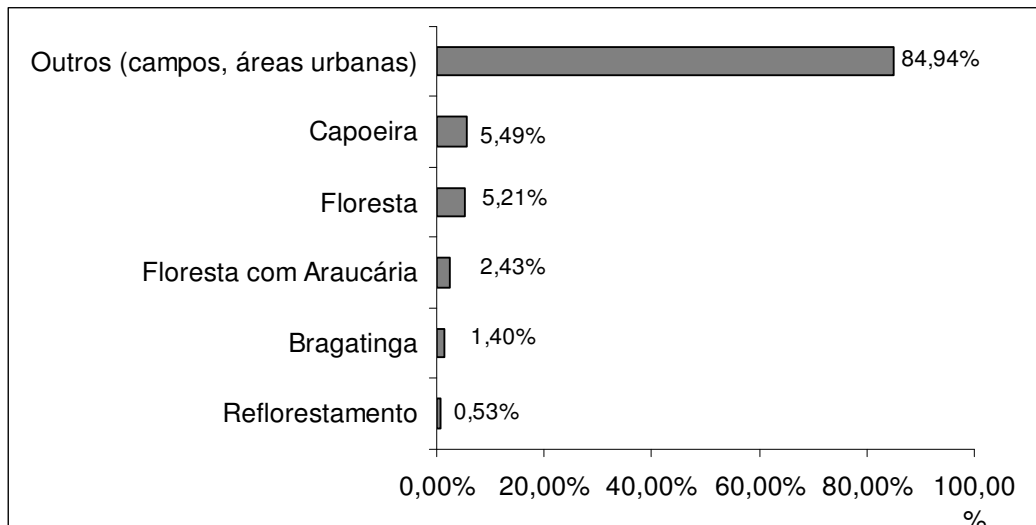 Outros (campos, áreas urbanas) 84,94%
Capoeira 5,49%
Floresta 5,21%
Floresta com Araucária 2,43%
Bragatinga 1,40%
Reflorestamento 0,53%
0,00% 20,00% 40,00% 60,00% 80,00% 100,00
%